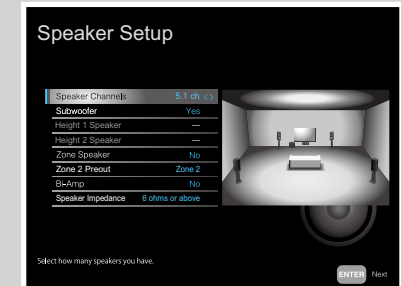 Speaker Setup
Speaker Channels 5.1 ch <>
Subwoofer Yes
Height 1 Speaker —
Height 2 Speaker —
Zone Speaker No
Zone 2 Preout Zone 2
Bi-Amp No
Speaker Impedance 6 ohms or above
Select how many speakers you have.
ENTER Next